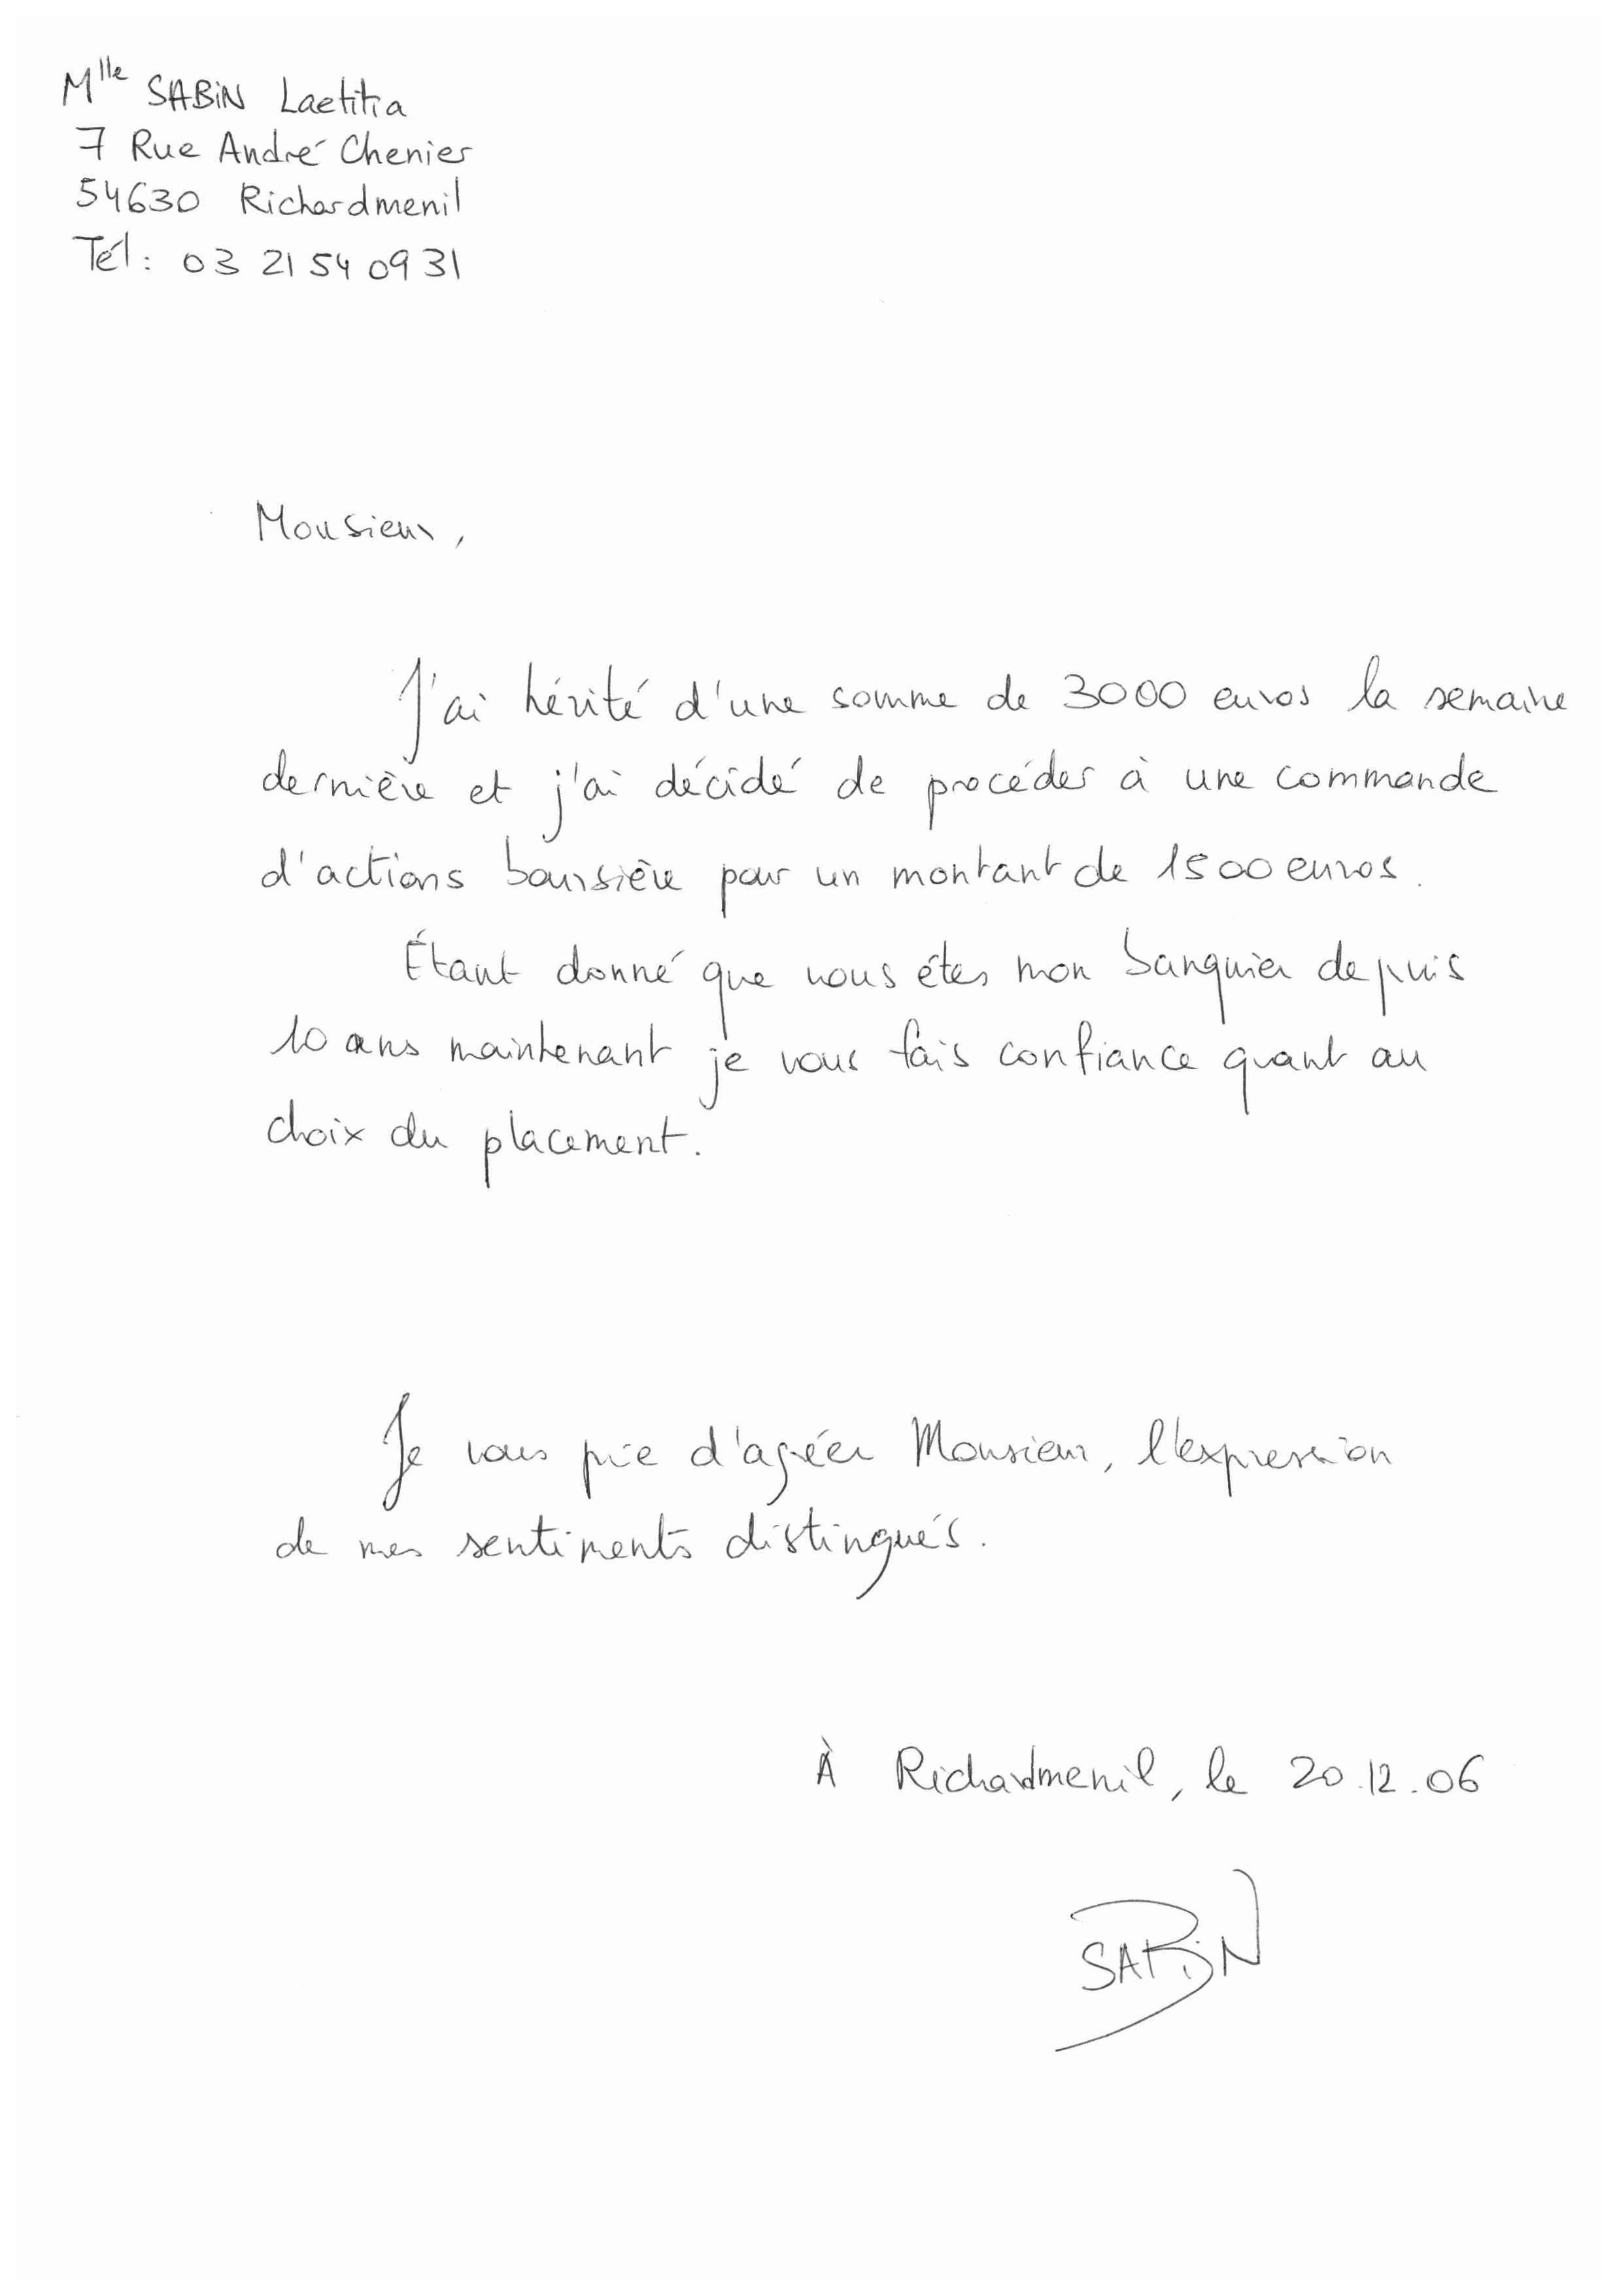 Mlle SABIN Laetitia
7 Rue André Chenier
54630 Richardmenil
Tél : 03 21 54 09 31
Monsieur,
J'ai hérité d'une somme de 3000 euros la semaine
dernière et j'ai décidé de procéder à une commande
d'actions boursière pour un montant de 1500 euros.
Étant donné que vous êtes mon banquier depuis
10 ans maintenant je vous fais confiance quant au
choix du placement.
Je vous prie d'agréer Monsieur, l'expression
de mes sentiments distingués.
À Richardmenil, le 20.12.06
SABIN